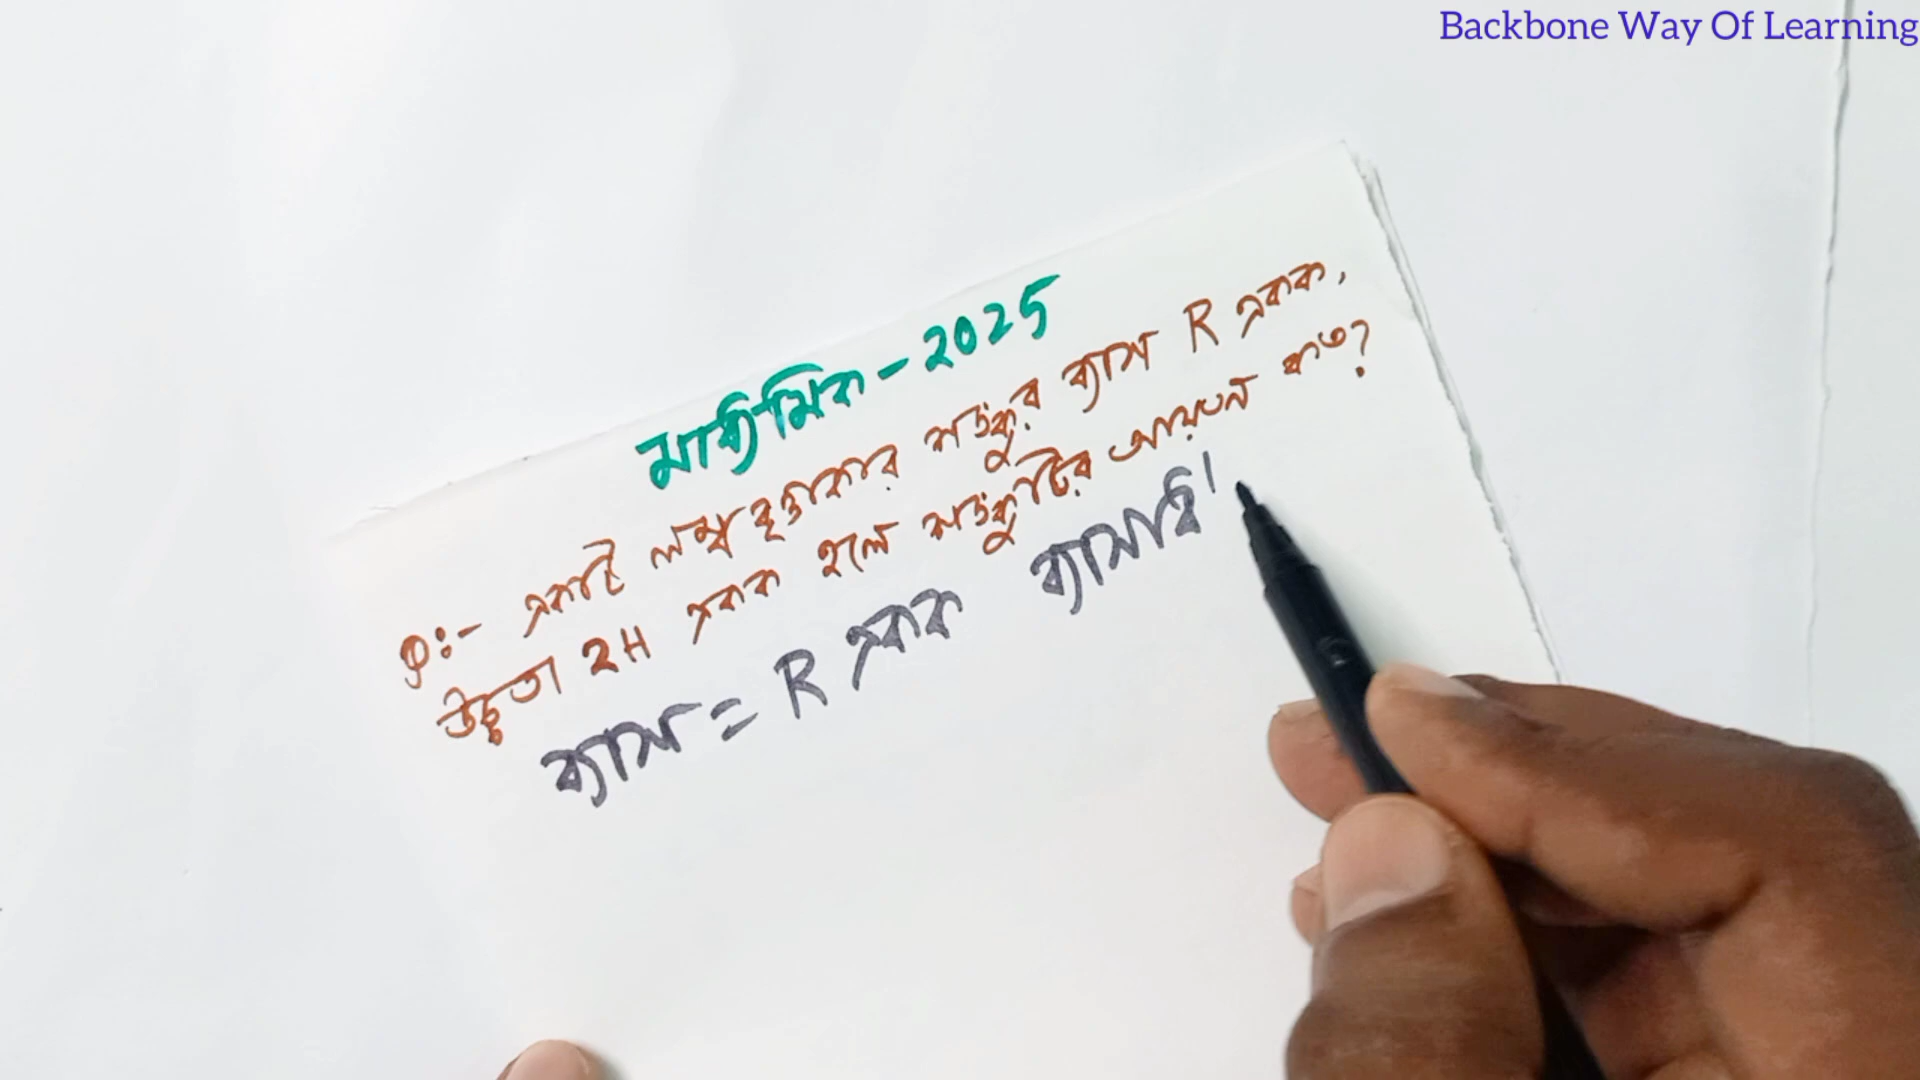 Backbone Way Of Learning
মাধ্যমিক - 2025
Q:- একটি লম্ব বৃত্তাকার শঙ্কুর ব্যাস R একক,
উচ্চতা 2H একক হলে শঙ্কুটির আয়তন কত?
ব্যাস = R একক ব্যাসার্ধ